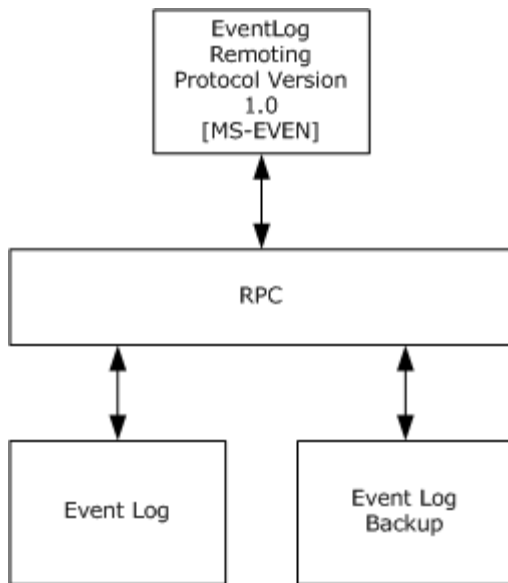 EventLog
Remoting
Protocol Version
1.0
[MS-EVEN]
RPC
Event Log
Event Log
Backup